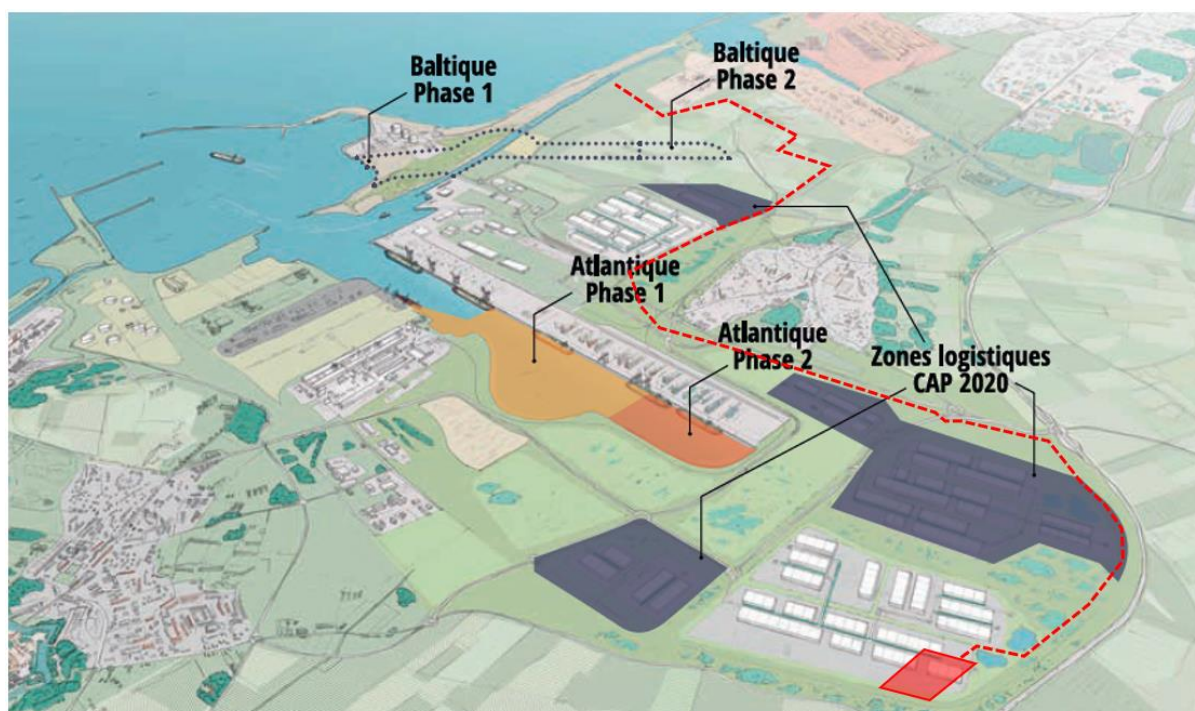 Baltique
Phase 1
Baltique
Phase 2
Atlantique
Phase 1
Atlantique
Phase 2
Zones logistiques
CAP 2020